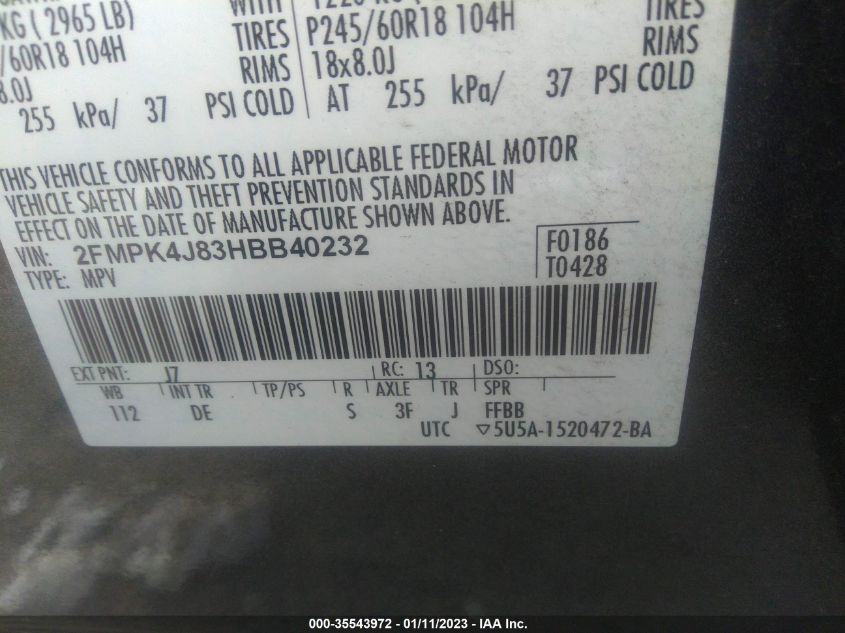 WITH
KG ( 2965 LB) TIRES P245/60R18 104H TIRES
/60R18 104H RIMS 18x8.0J RIMS
8.0J
255 kPa/ 37 PSI COLD AT 255 kPa/ 37 PSI COLD
THIS VEHICLE CONFORMS TO ALL APPLICABLE FEDERAL MOTOR
VEHICLE SAFETY AND THEFT PREVENTION STANDARDS IN
EFFECT ON THE DATE OF MANUFACTURE SHOWN ABOVE.
VIN: 2FMPK4J83HBB40232 F0186
TYPE: MPV T0428
EXT PNT: J7 RC: 13 DSO:
WB INT TR TP/PS R AXLE TR SPR
112 DE S 3F J FFBB
UTC ▽5U5A-1520472-BA
000-35543972 - 01/11/2023 - IAA Inc.